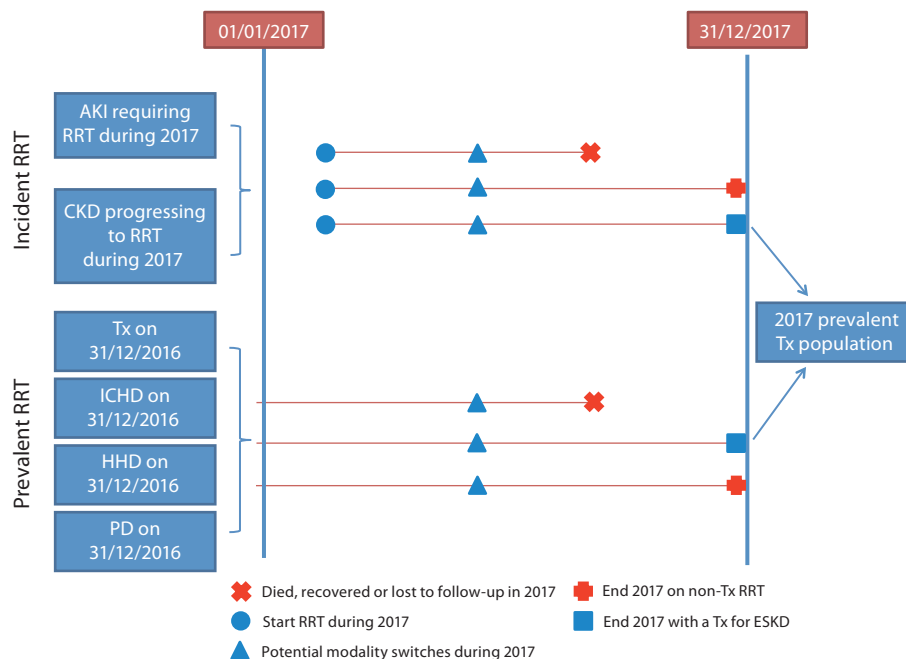 01/01/2017
31/12/2017
Incident RRT
AKI requiring
RRT during 2017
CKD progressing
to RRT
during 2017
2017 prevalent
Tx population
Prevalent RRT
Tx on
31/12/2016
ICHD on
31/12/2016
HHD on
31/12/2016
PD on
31/12/2016
Died, recovered or lost to follow-up in 2017
End 2017 on non-Tx RRT
Start RRT during 2017
End 2017 with a Tx for ESKD
Potential modality switches during 2017